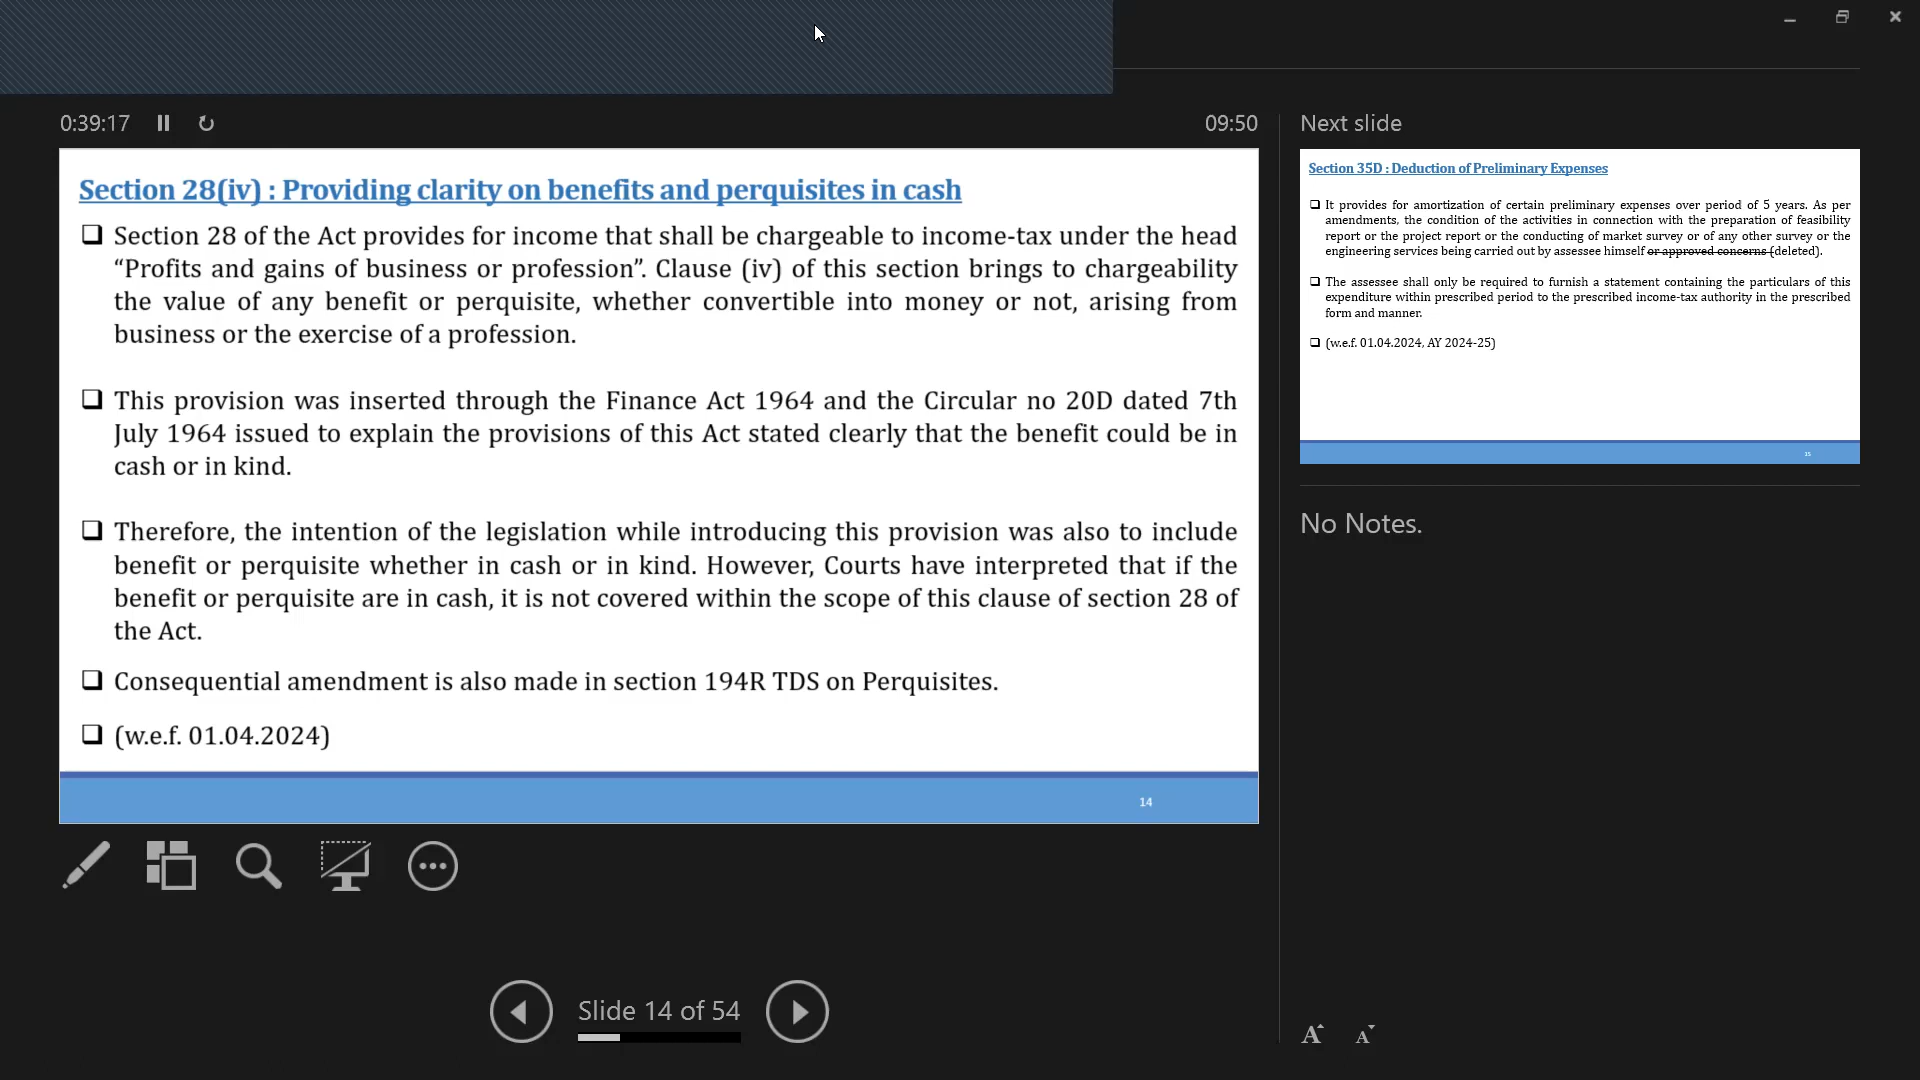 0:39:17
09:50
Section 28(iv) : Providing clarity on benefits and perquisites in cash
❑ Section 28 of the Act provides for income that shall be chargeable to income-tax under the head
“Profits and gains of business or profession”. Clause (iv) of this section brings to chargeability
the value of any benefit or perquisite, whether convertible into money or not, arising from
business or the exercise of a profession.
❑ This provision was inserted through the Finance Act 1964 and the Circular no 20D dated 7th
July 1964 issued to explain the provisions of this Act stated clearly that the benefit could be in
cash or in kind.
❑ Therefore, the intention of the legislation while introducing this provision was also to include
benefit or perquisite whether in cash or in kind. However, Courts have interpreted that if the
benefit or perquisite are in cash, it is not covered within the scope of this clause of section 28 of
the Act.
❑ Consequential amendment is also made in section 194R TDS on Perquisites.
❑ (w.e.f. 01.04.2024)
14
Slide 14 of 54
Next slide
Section 35D : Deduction of Preliminary Expenses
❑ It provides for amortization of certain preliminary expenses over period of 5 years. As per
amendments, the condition of the activities in connection with the preparation of feasibility
report or the project report or the conducting of market survey or of any other survey or the
engineering services being carried out by assessee himself or approved concerns (deleted).
❑ The assessee shall only be required to furnish a statement containing the particulars of this
expenditure within prescribed period to the prescribed income-tax authority in the prescribed
form and manner.
❑ (w.e.f. 01.04.2024, AY 2024-25)
15
No Notes.
A A